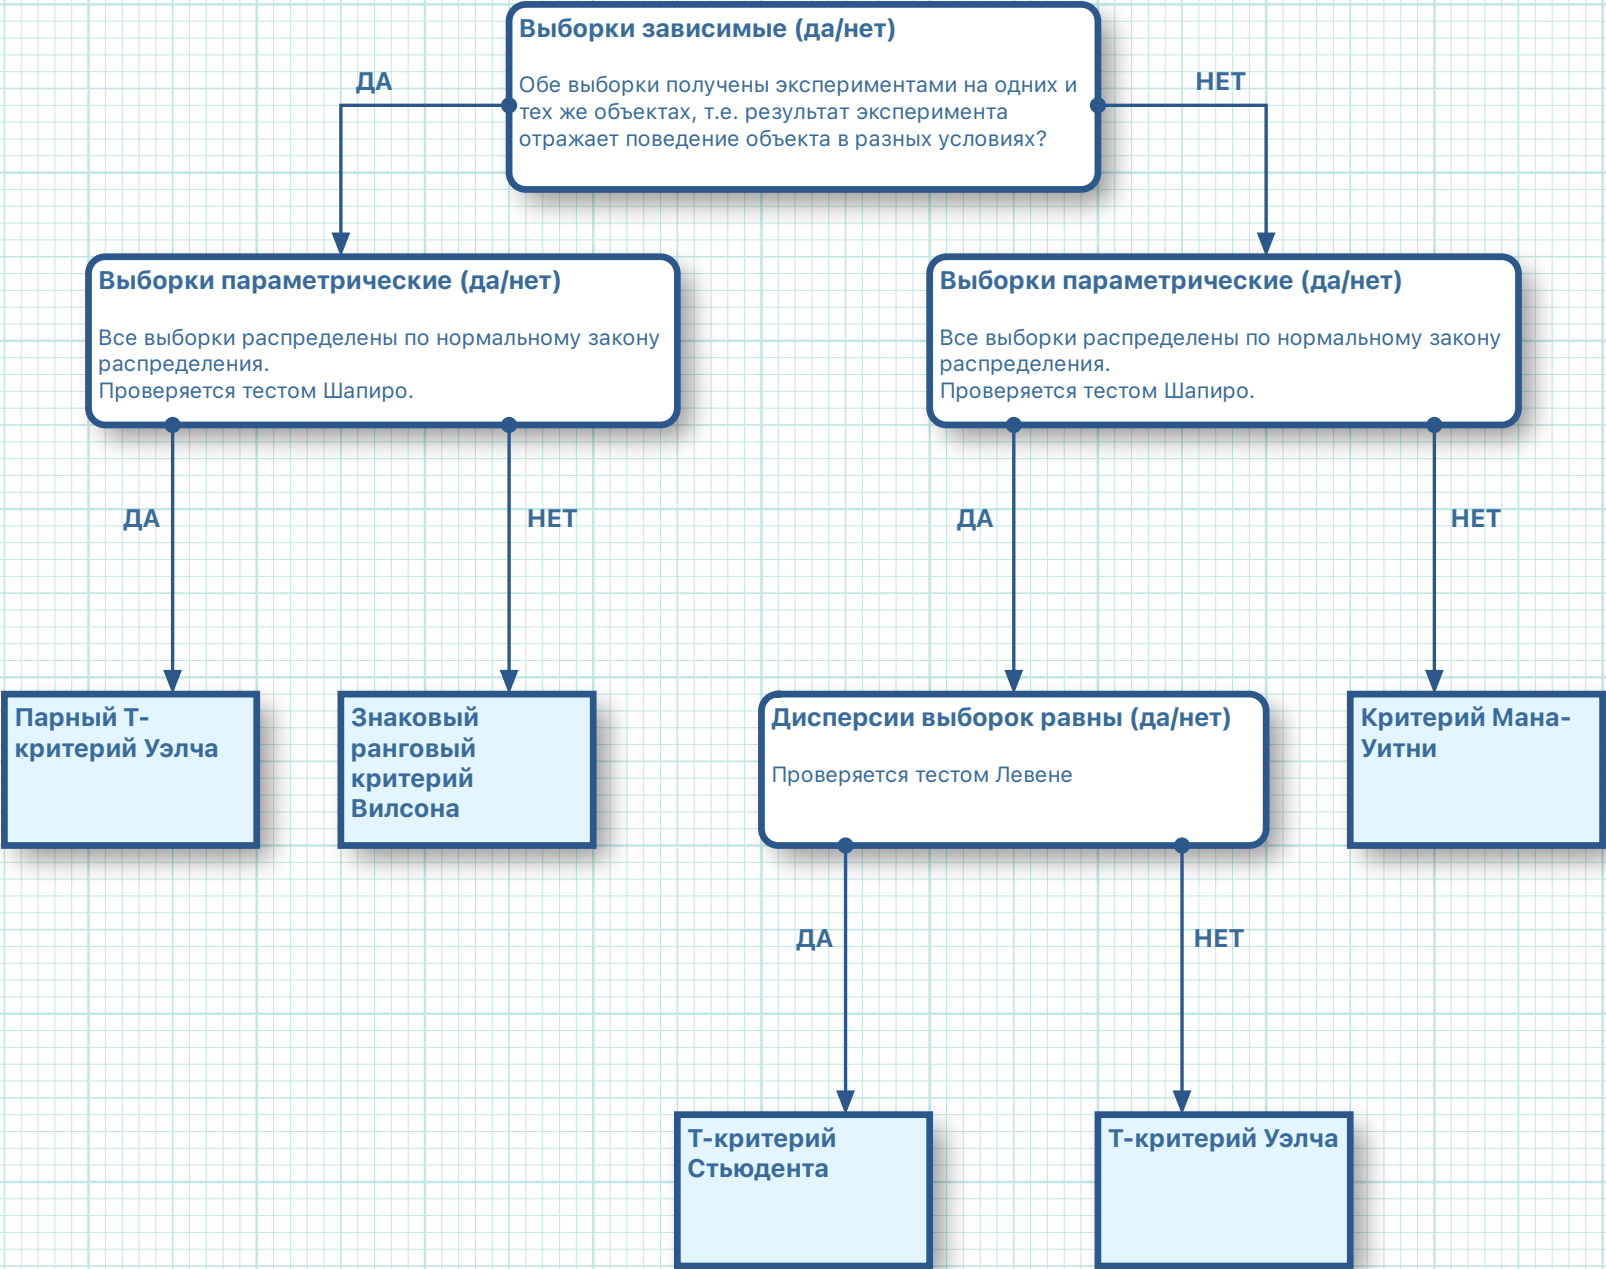 Выборки зависимые (да/нет)
Обе выборки получены экспериментами на одних и
тех же объектах, т.е. результат эксперимента
отражает поведение объекта в разных условиях?
ДА
НЕТ
Выборки параметрические (да/нет)
Все выборки распределены по нормальному закону
распределения.
Проверяется тестом Шапиро.
Выборки параметрические (да/нет)
Все выборки распределены по нормальному закону
распределения.
Проверяется тестом Шапиро.
ДА
НЕТ
ДА
НЕТ
Парный Т-
критерий Уэлча
Знаковый
ранговый
критерий
Вилсона
Дисперсии выборок равны (да/нет)
Проверяется тестом Левене
Критерий Мана-
Уитни
ДА
НЕТ
Т-критерий
Стьюдента
Т-критерий Уэлча